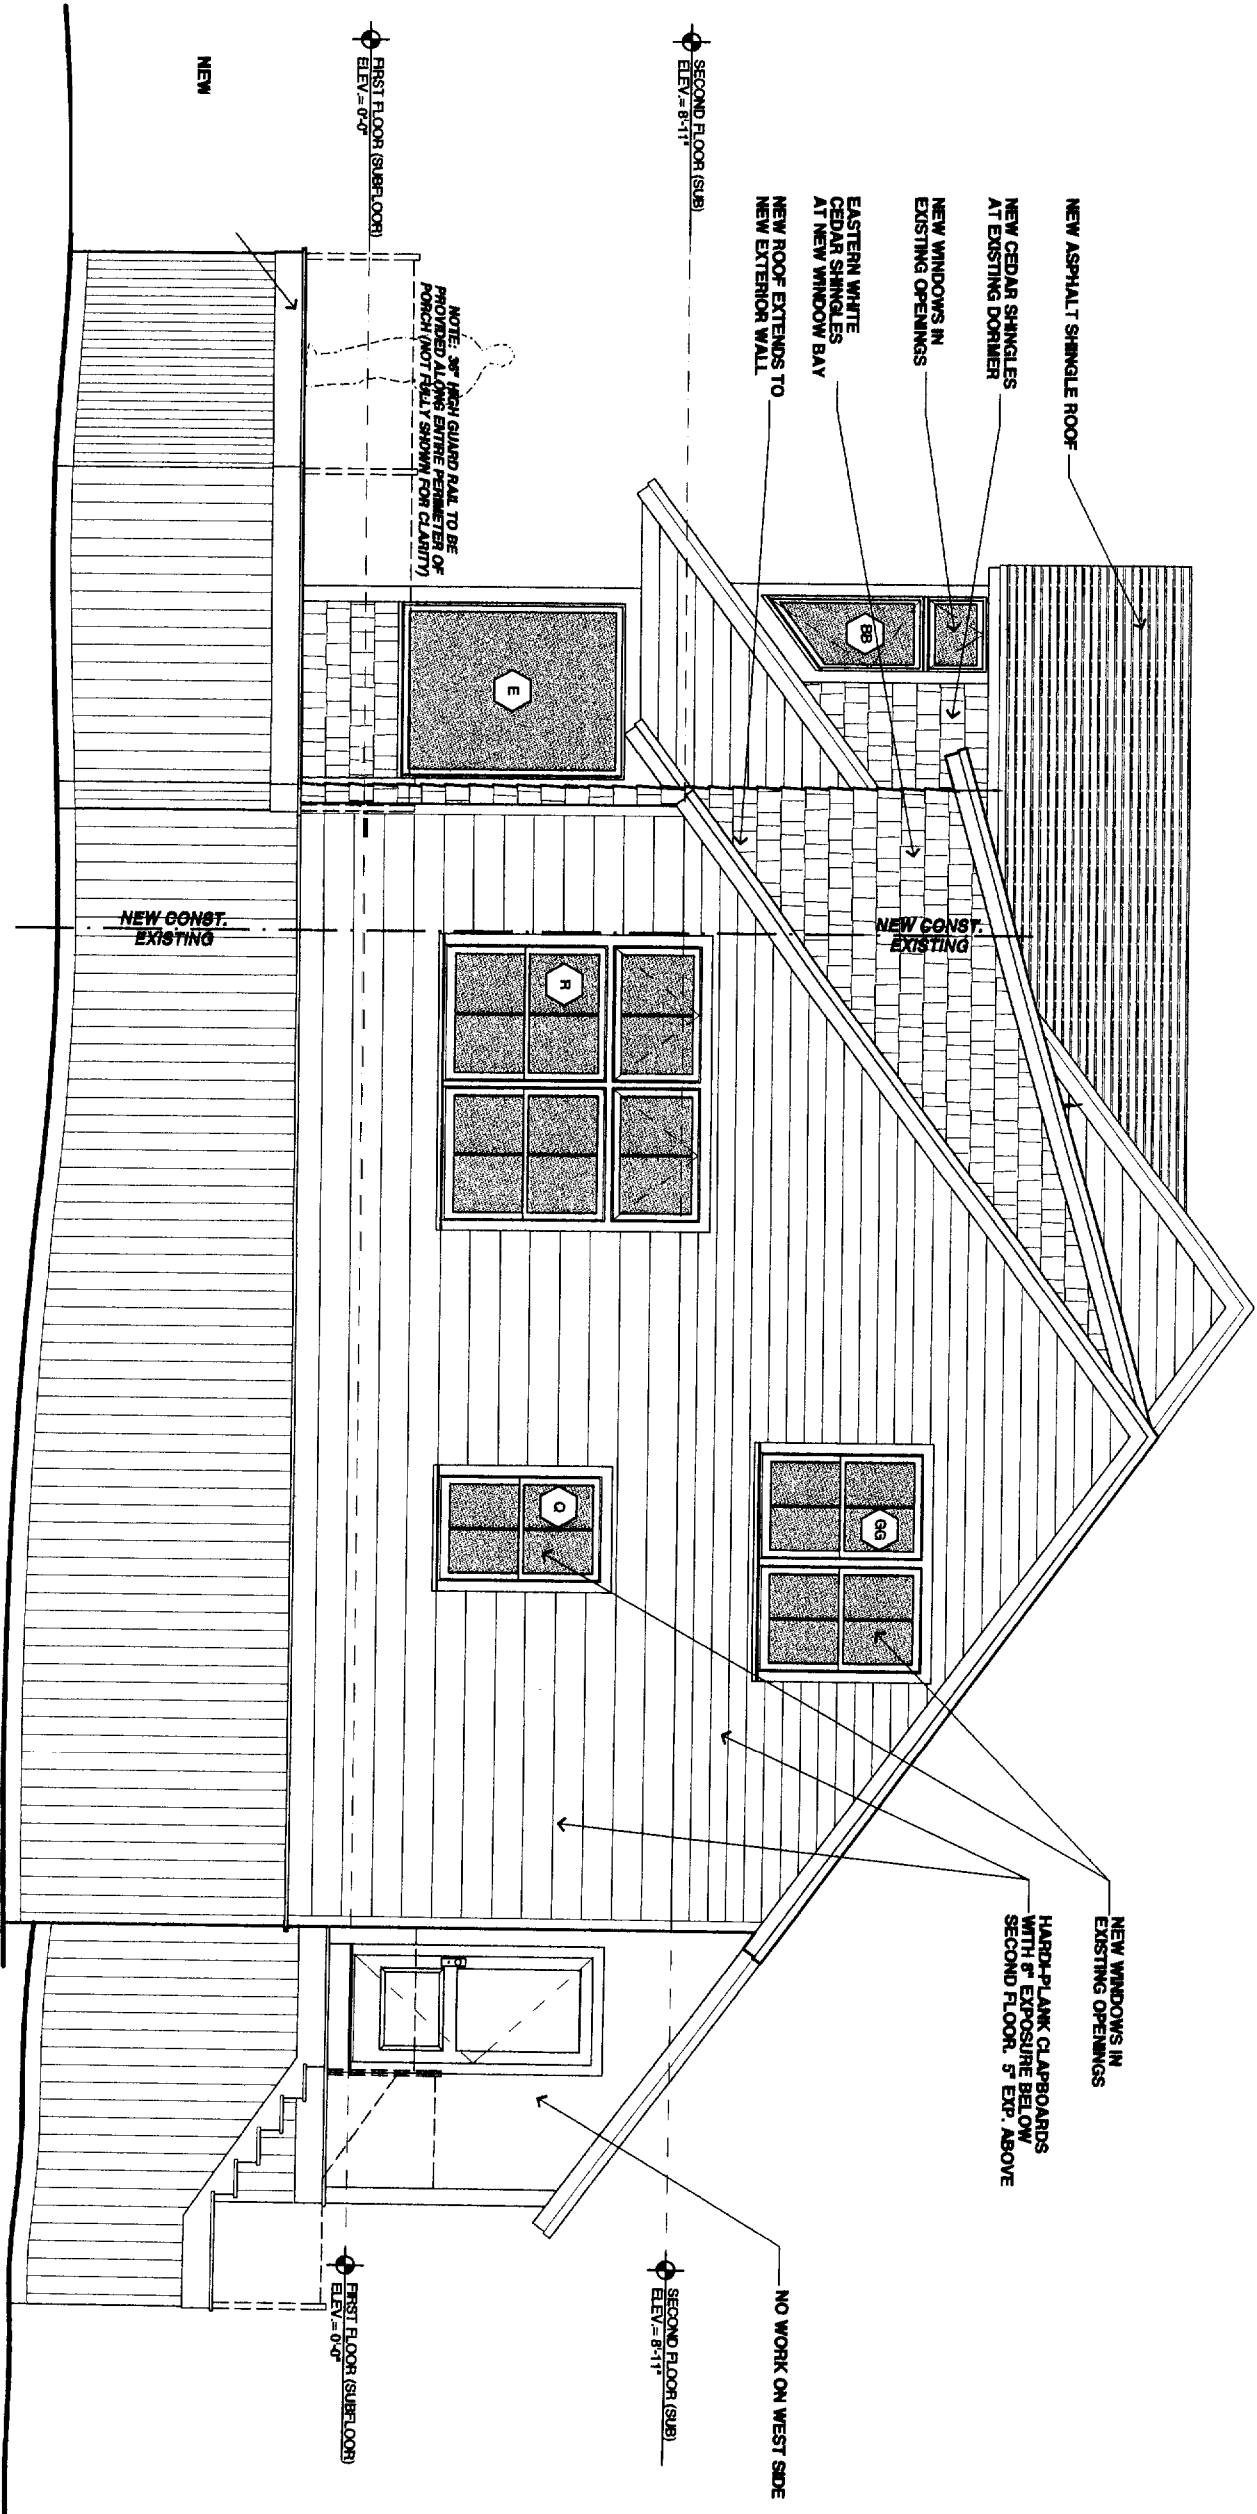 NEW ASPHALT SHINGLE ROOF
NEW CEDAR SHINGLES
AT EXISTING DORMER
NEW WINDOWS IN
EXISTING OPENINGS
EASTERN WHITE
CEDAR SHINGLES
AT NEW WINDOW BAY
NEW ROOF EXTENDS TO
NEW EXTERIOR WALL
SECOND FLOOR (SUB)
ELEV.= 8'-11"
NOTE: 36" HIGH GUARD RAIL TO BE
PROVIDED ALONG ENTIRE PERIMETER OF
PORCH (NOT FULLY SHOWN FOR CLARITY)
FIRST FLOOR (SUBFLOOR)
ELEV.= 0'-0"
NEW
BB
E
NEW CONST.
EXISTING
NEW CONST.
EXISTING
R
GG
Q
NEW WINDOWS IN
EXISTING OPENINGS
HARDI-PLANK CLAPBOARDS
WITH 8" EXPOSURE BELOW
SECOND FLOOR. 5" EXP. ABOVE
NO WORK ON WEST SIDE
SECOND FLOOR (SUB)
ELEV.= 8'-11"
FIRST FLOOR (SUBFLOOR)
ELEV.= 0'-0"